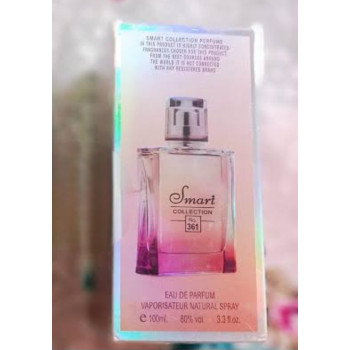 SMART COLLECTION PERFUME
IS THIS PRODUCT IS HIGHLY CONCENTRATED
FRAGRANCES CHOSEN FOR THIS PRODUCT
FROM THE BEST SOURCES AROUND
THE WORLD IT IS NOT CONNECTED
WITH ANY REGISTERED BRAND
Smart
COLLECTION
No.
361
EAU DE PARFUM
VAPORISATEUR NATURAL SPRAY
e 100mL 80% vol. 3.3 fl.oz.